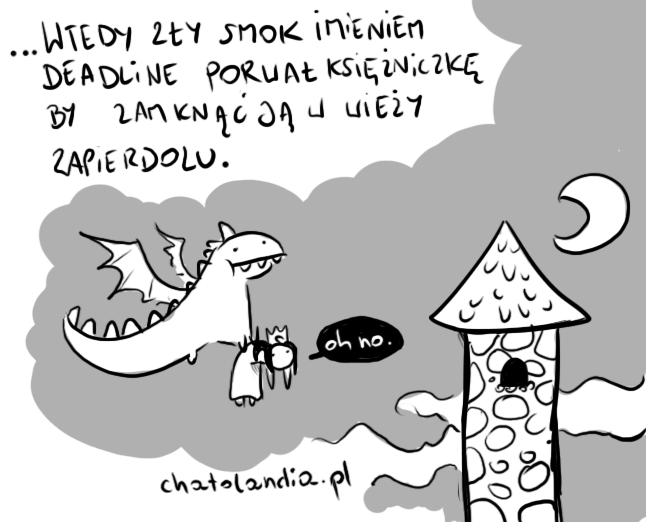 ...WTEDY ZŁY SMOK IMIENIEM
DEADLINE PORWAŁ KSIĘŻNICZKĘ
BY ZAMKNĄĆ JĄ W WIEŻY
ZAPIERDOLU.
oh no.
chatolandia.pl